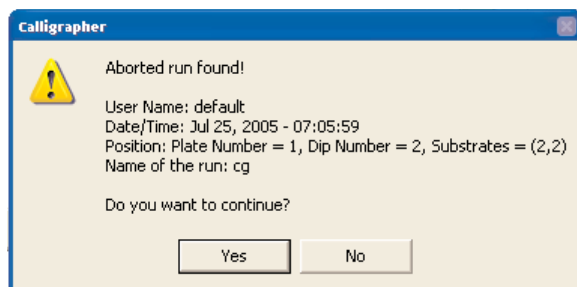 Calligrapher
Aborted run found!
User Name: default
Date/Time: Jul 25, 2005 - 07:05:59
Position: Plate Number = 1, Dip Number = 2, Substrates = (2,2)
Name of the run: cg
Do you want to continue?
Yes
No